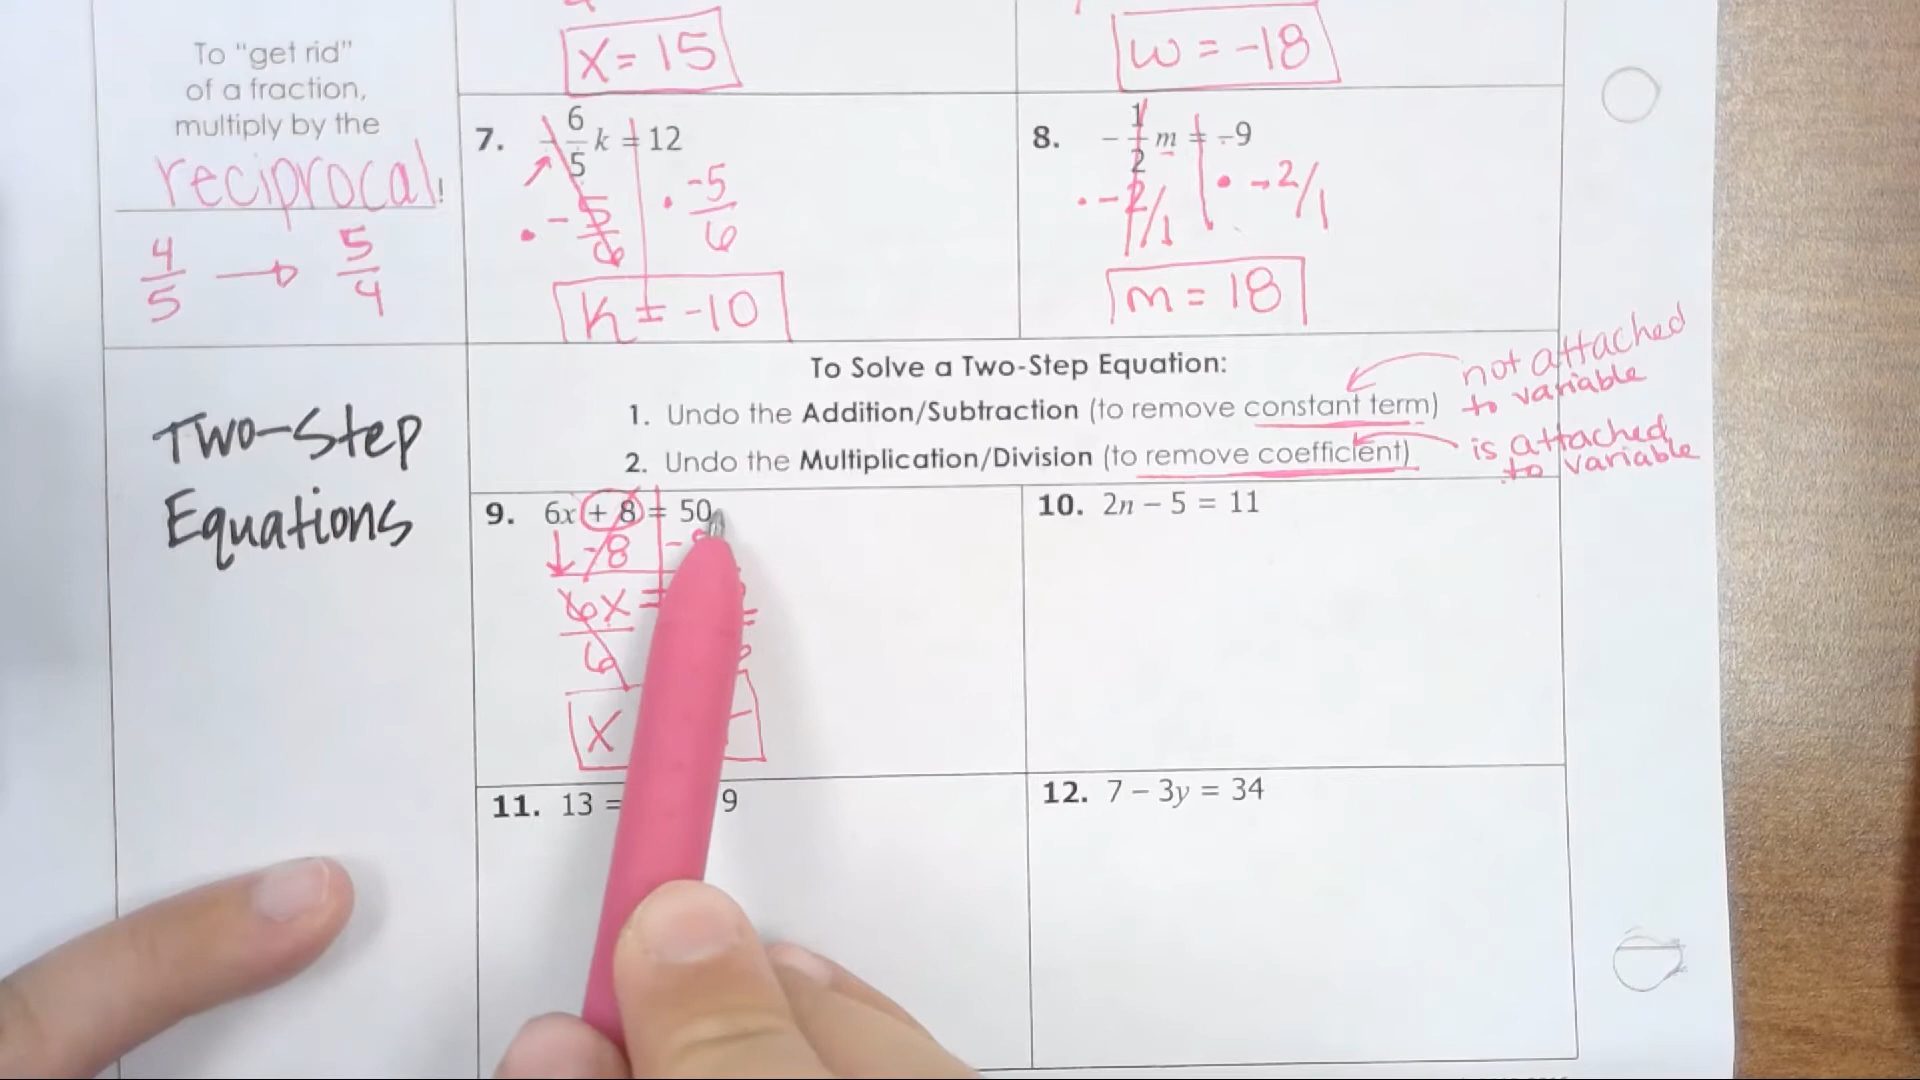 To "get rid"
of a fraction,
multiply by the
reciprocal!
4/5 → 5/4
x = 15
w = -18
7. -6/5 k = 12
• -5/6 • -5/6
k = -10
8. -1/2 m = -9
• -2/1 • -2/1
m = 18
To Solve a Two-Step Equation:
1. Undo the Addition/Subtraction (to remove constant term)
not attached
to variable
2. Undo the Multiplication/Division (to remove coefficient)
is attached
to variable
Two-Step
Equations
9. 6x + 8 = 50
-8 -
6x =
6
x
10. 2n - 5 = 11
11. 13 = 9
12. 7 - 3y = 34